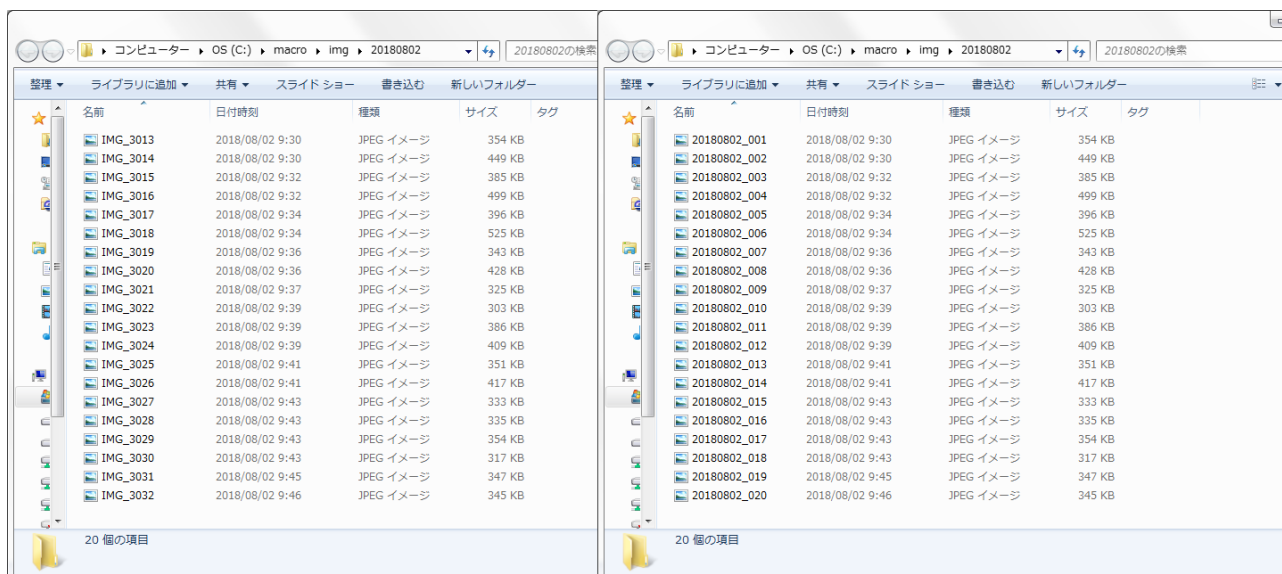 コンピューター ▸ OS (C:) ▸ macro ▸ img ▸ 20180802 20180802の検索
整理 ライブラリに追加 共有 スライド ショー 書き込む 新しいフォルダー
名前 日付時刻 種類 サイズ タグ
IMG_3013 2018/08/02 9:30 JPEG イメージ 354 KB
IMG_3014 2018/08/02 9:30 JPEG イメージ 449 KB
IMG_3015 2018/08/02 9:32 JPEG イメージ 385 KB
IMG_3016 2018/08/02 9:32 JPEG イメージ 499 KB
IMG_3017 2018/08/02 9:34 JPEG イメージ 396 KB
IMG_3018 2018/08/02 9:34 JPEG イメージ 525 KB
IMG_3019 2018/08/02 9:36 JPEG イメージ 343 KB
IMG_3020 2018/08/02 9:36 JPEG イメージ 428 KB
IMG_3021 2018/08/02 9:37 JPEG イメージ 325 KB
IMG_3022 2018/08/02 9:39 JPEG イメージ 303 KB
IMG_3023 2018/08/02 9:39 JPEG イメージ 386 KB
IMG_3024 2018/08/02 9:39 JPEG イメージ 409 KB
IMG_3025 2018/08/02 9:41 JPEG イメージ 351 KB
IMG_3026 2018/08/02 9:41 JPEG イメージ 417 KB
IMG_3027 2018/08/02 9:43 JPEG イメージ 333 KB
IMG_3028 2018/08/02 9:43 JPEG イメージ 335 KB
IMG_3029 2018/08/02 9:43 JPEG イメージ 354 KB
IMG_3030 2018/08/02 9:43 JPEG イメージ 317 KB
IMG_3031 2018/08/02 9:45 JPEG イメージ 347 KB
IMG_3032 2018/08/02 9:46 JPEG イメージ 345 KB
20 個の項目
コンピューター ▸ OS (C:) ▸ macro ▸ img ▸ 20180802 20180802の検索
整理 ライブラリに追加 共有 スライド ショー 書き込む 新しいフォルダー
名前 日付時刻 種類 サイズ タグ
20180802_001 2018/08/02 9:30 JPEG イメージ 354 KB
20180802_002 2018/08/02 9:30 JPEG イメージ 449 KB
20180802_003 2018/08/02 9:32 JPEG イメージ 385 KB
20180802_004 2018/08/02 9:32 JPEG イメージ 499 KB
20180802_005 2018/08/02 9:34 JPEG イメージ 396 KB
20180802_006 2018/08/02 9:34 JPEG イメージ 525 KB
20180802_007 2018/08/02 9:36 JPEG イメージ 343 KB
20180802_008 2018/08/02 9:36 JPEG イメージ 428 KB
20180802_009 2018/08/02 9:37 JPEG イメージ 325 KB
20180802_010 2018/08/02 9:39 JPEG イメージ 303 KB
20180802_011 2018/08/02 9:39 JPEG イメージ 386 KB
20180802_012 2018/08/02 9:39 JPEG イメージ 409 KB
20180802_013 2018/08/02 9:41 JPEG イメージ 351 KB
20180802_014 2018/08/02 9:41 JPEG イメージ 417 KB
20180802_015 2018/08/02 9:43 JPEG イメージ 333 KB
20180802_016 2018/08/02 9:43 JPEG イメージ 335 KB
20180802_017 2018/08/02 9:43 JPEG イメージ 354 KB
20180802_018 2018/08/02 9:43 JPEG イメージ 317 KB
20180802_019 2018/08/02 9:45 JPEG イメージ 347 KB
20180802_020 2018/08/02 9:46 JPEG イメージ 345 KB
20 個の項目